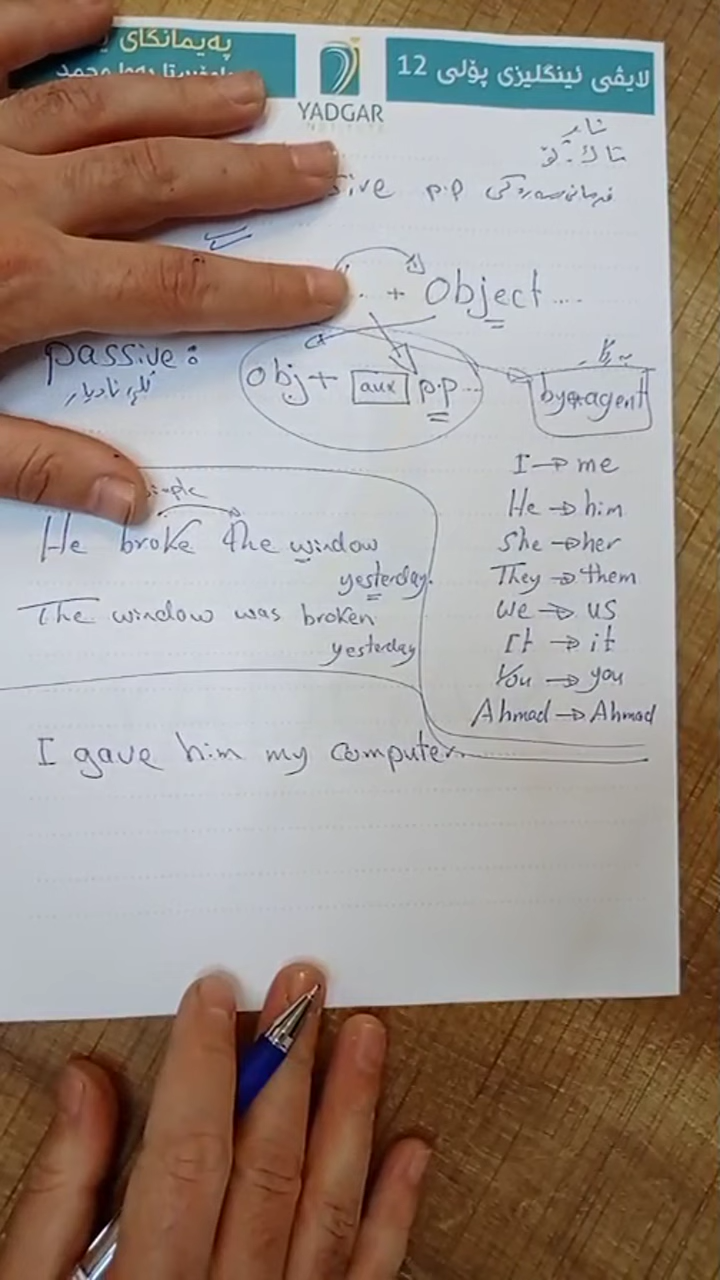 پەیمانگای
YADGAR
INSTITUTE
لایڤی ئینگلیزی پۆلی 12
p.p
+ Object ....
passive:
obj + aux p.p...
by+agent
I → me
He → him
She → her
They → them
We → us
It → it
You → you
Ahmad → Ahmad
He broke the window
yesterday.
The window was broken
yesterday
I gave him my computer.